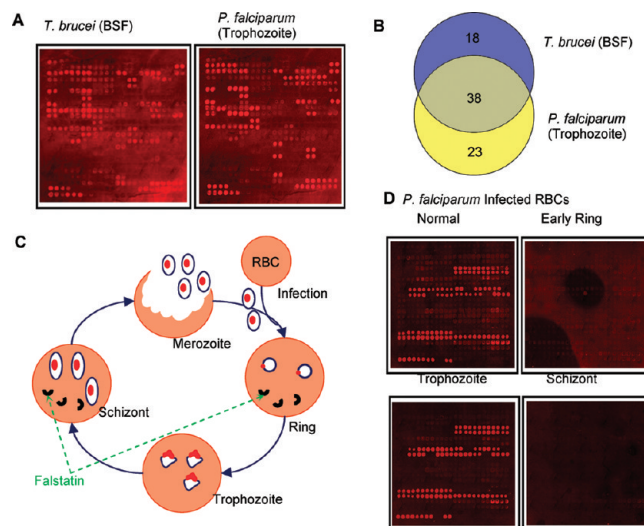 A
T. brucei (BSF)
P. falciparum
(Trophozoite)
B
18
T. brucei (BSF)
38
P. falciparum
(Trophozoite)
23
C
RBC
Infection
Merozoite
Schizont
Ring
Falstatin
Trophozoite
D P. falciparum Infected RBCs
Normal Early Ring
Trophozoite Schizont